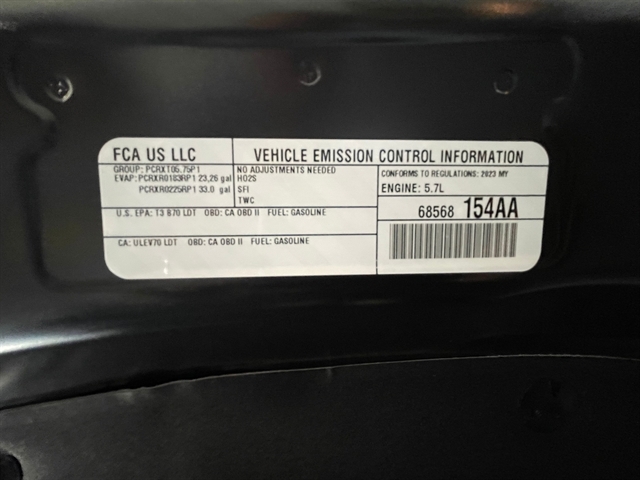 FCA US LLC
VEHICLE EMISSION CONTROL INFORMATION
GROUP: PCRXT05.75P1
EVAP: PCRXR0183RP1 23,26 gal
PCRXR0225RP1 33.0 gal
NO ADJUSTMENTS NEEDED
HO2S
SFI
TWC
CONFORMS TO REGULATIONS: 2023 MY
ENGINE: 5.7L
U.S. EPA: T3 B70 LDT OBD: CA OBD II FUEL: GASOLINE
68568 154AA
CA: ULEV70 LDT OBD: CA OBD II FUEL: GASOLINE